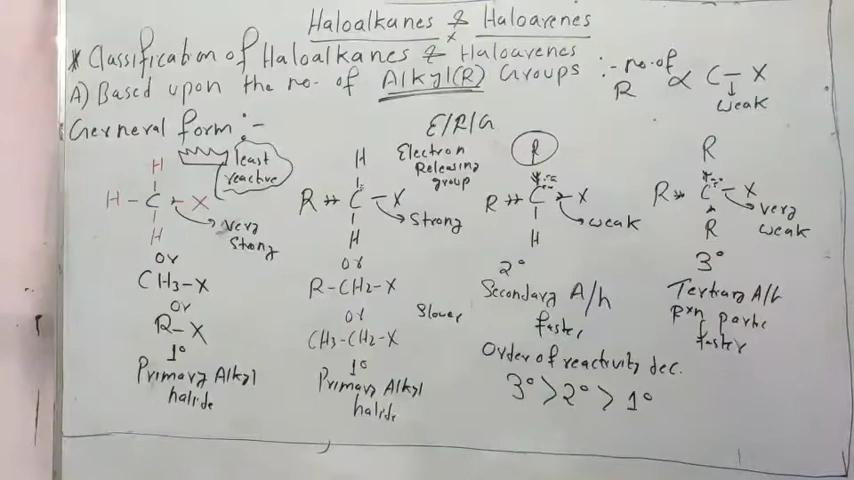 Haloalkanes & Haloarenes
* Classification of Haloalkanes & Haloarenes
A) Based upon the no. of Alkyl(R) Groups :- no. of R ∝ C-X
weak
Gerneral form :-
E/R/G
Electron
Releasing
group
least
reactive
H
H - C - X
H
very
Strong
or
CH3-X
or
R-X
1°
Primary Alkyl
halide
H
R C - X
H
Strong
or
R-CH2-X
or
CH3-CH2-X
1°
Primary Alkyl
halide
Slower
R
R C X
H
weak
2°
Secondary A/h
faster
R
R C - X
R
very
weak
3°
Tertiary A/h
Rxn
faster
Order of reactivity dec.
3° > 2° > 1°